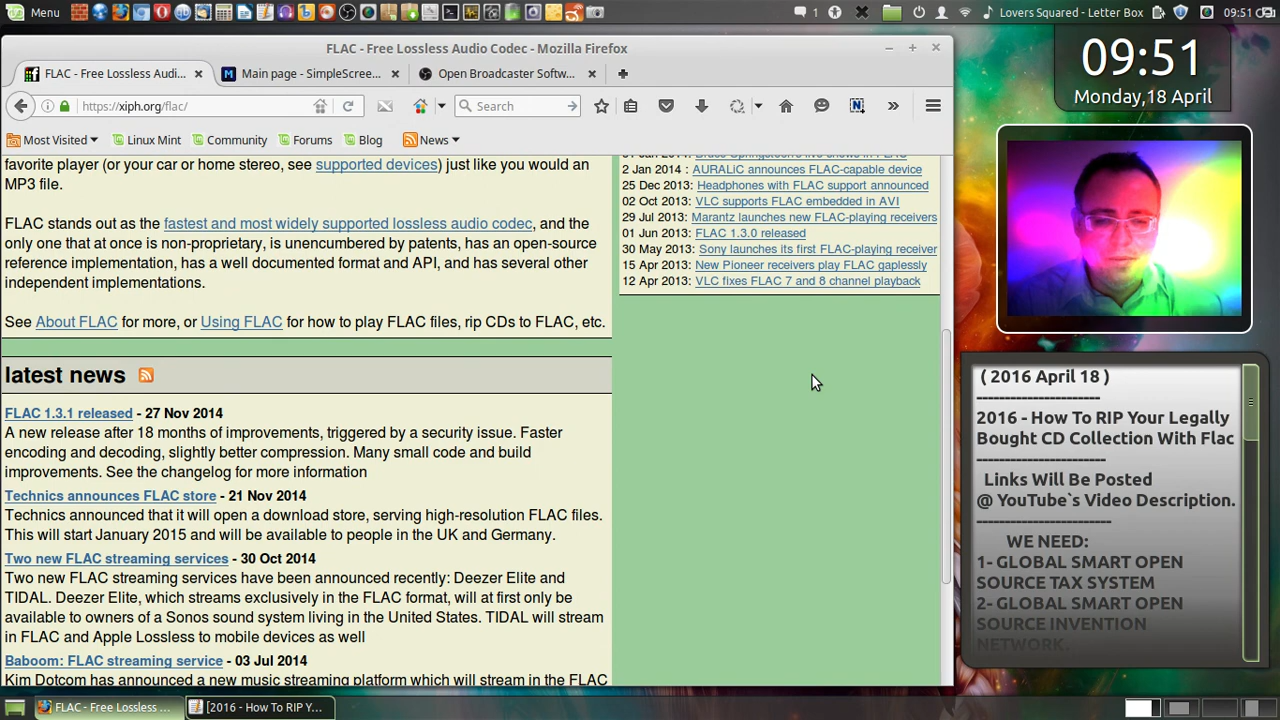 Menu
1
Lovers Squared - Letter Box
09:51
FLAC - Free Lossless Audio Codec - Mozilla Firefox
FLAC - Free Lossless Audi...
Main page - SimpleScree...
Open Broadcaster Softw...
https://xiph.org/flac/
Search
Most Visited
Linux Mint
Community
Forums
Blog
News
favorite player (or your car or home stereo, see supported devices) just like you would an
MP3 file.
FLAC stands out as the fastest and most widely supported lossless audio codec, and the
only one that at once is non-proprietary, is unencumbered by patents, has an open-source
reference implementation, has a well documented format and API, and has several other
independent implementations.
See About FLAC for more, or Using FLAC for how to play FLAC files, rip CDs to FLAC, etc.
latest news
FLAC 1.3.1 released - 27 Nov 2014
A new release after 18 months of improvements, triggered by a security issue. Faster
encoding and decoding, slightly better compression. Many small code and build
improvements. See the changelog for more information
Technics announces FLAC store - 21 Nov 2014
Technics announced that it will open a download store, serving high-resolution FLAC files.
This will start January 2015 and will be available to people in the UK and Germany.
Two new FLAC streaming services - 30 Oct 2014
Two new FLAC streaming services have been announced recently: Deezer Elite and
TIDAL. Deezer Elite, which streams exclusively in the FLAC format, will at first only be
available to owners of a Sonos sound system living in the United States. TIDAL will stream
in FLAC and Apple Lossless to mobile devices as well
Baboom: FLAC streaming service - 03 Jul 2014
Kim Dotcom has announced a new music streaming platform which will stream in the FLAC
2 Jan 2014 : AURALiC announces FLAC-capable device
25 Dec 2013: Headphones with FLAC support announced
02 Oct 2013: VLC supports FLAC embedded in AVI
29 Jul 2013: Marantz launches new FLAC-playing receivers
01 Jun 2013: FLAC 1.3.0 released
30 May 2013: Sony launches its first FLAC-playing receiver
15 Apr 2013: New Pioneer receivers play FLAC gaplessly
12 Apr 2013: VLC fixes FLAC 7 and 8 channel playback
09:51
Monday,18 April
( 2016 April 18 )
-----------------------
2016 - How To RIP Your Legally
Bought CD Collection With Flac
------------------------
Links Will Be Posted
@ YouTube`s Video Description.
-------------------------
WE NEED:
1- GLOBAL SMART OPEN
SOURCE TAX SYSTEM
2- GLOBAL SMART OPEN
SOURCE INVENTION
NETWORK.
FLAC - Free Lossless ...
[2016 - How To RIP Y...